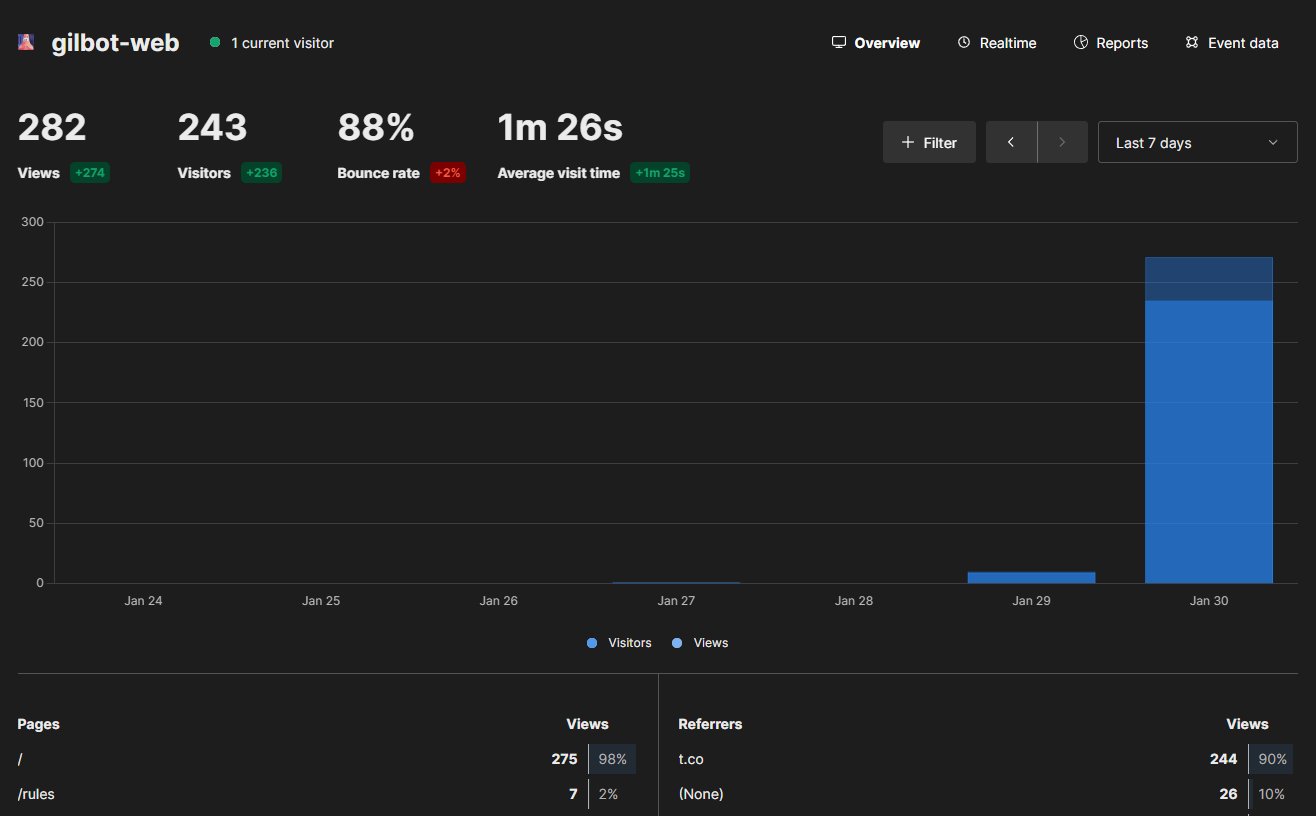 gilbot-web 1 current visitor Overview Realtime Reports Event data
282 243 88% 1m 26s
Filter Last 7 days
Views +274 Visitors +236 Bounce rate +2% Average visit time +1m 25s
300
250
200
150
100
50
0
Jan 24 Jan 25 Jan 26 Jan 27 Jan 28 Jan 29 Jan 30
Visitors Views
Pages Views Referrers Views
/ 275 98% t.co 244 90%
/rules 7 2% (None) 26 10%